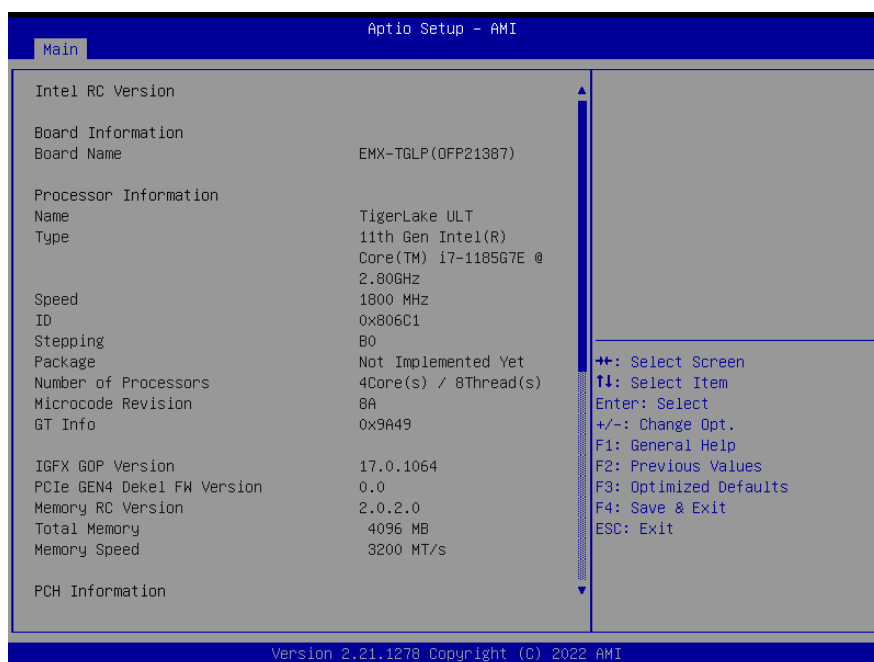 Aptio Setup – AMI
Main
Intel RC Version
Board Information
Board Name EMX-TGLP(OFP21387)
Processor Information
Name TigerLake ULT
Type 11th Gen Intel(R)
Core(TM) i7-1185G7E @
2.80GHz
Speed 1800 MHz
ID 0x806C1
Stepping B0
Package Not Implemented Yet
Number of Processors 4Core(s) / 8Thread(s)
Microcode Revision 8A
GT Info 0x9A49
IGFX GOP Version 17.0.1064
PCIe GEN4 Dekel FW Version 0.0
Memory RC Version 2.0.2.0
Total Memory 4096 MB
Memory Speed 3200 MT/s
PCH Information
→←: Select Screen
↑↓: Select Item
Enter: Select
+/-: Change Opt.
F1: General Help
F2: Previous Values
F3: Optimized Defaults
F4: Save & Exit
ESC: Exit
Version 2.21.1278 Copyright (C) 2022 AMI